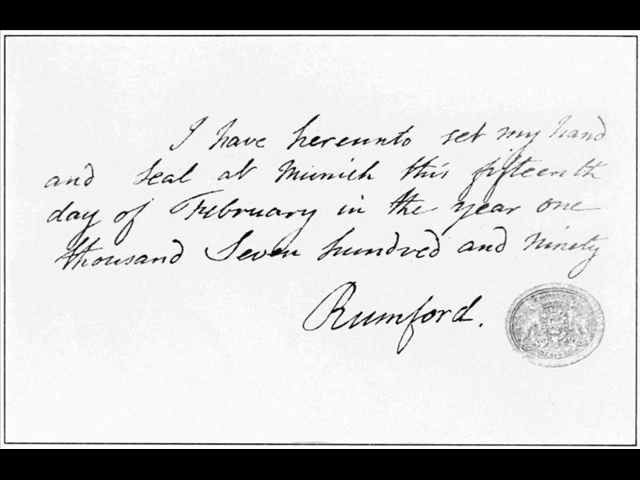 I have hereunto set my hand
and seal at Munich this fifteenth
day of February in the year one
thousand Seven hundred and ninety
Rumford.